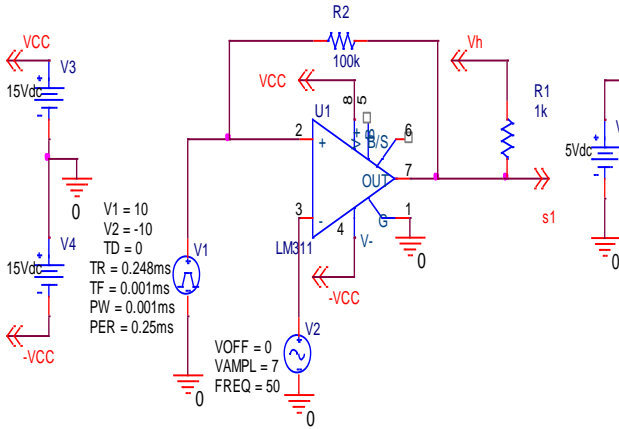 R2
100k
VCC
V3
15Vdc
+
-
0
V4
15Vdc
+
-
-VCC
VCC
8
5
U1
V+
B/S
6
2
+
OUT
7
3
-
G
1
4
V-
LM311
0
-VCC
Vh
R1
1k
s1
V
5Vdc
+
-
0
V1 = 10
V2 = -10
TD = 0
TR = 0.248ms
TF = 0.001ms
PW = 0.001ms
PER = 0.25ms
V1
0
VOFF = 0
VAMPL = 7
FREQ = 50
V2
0